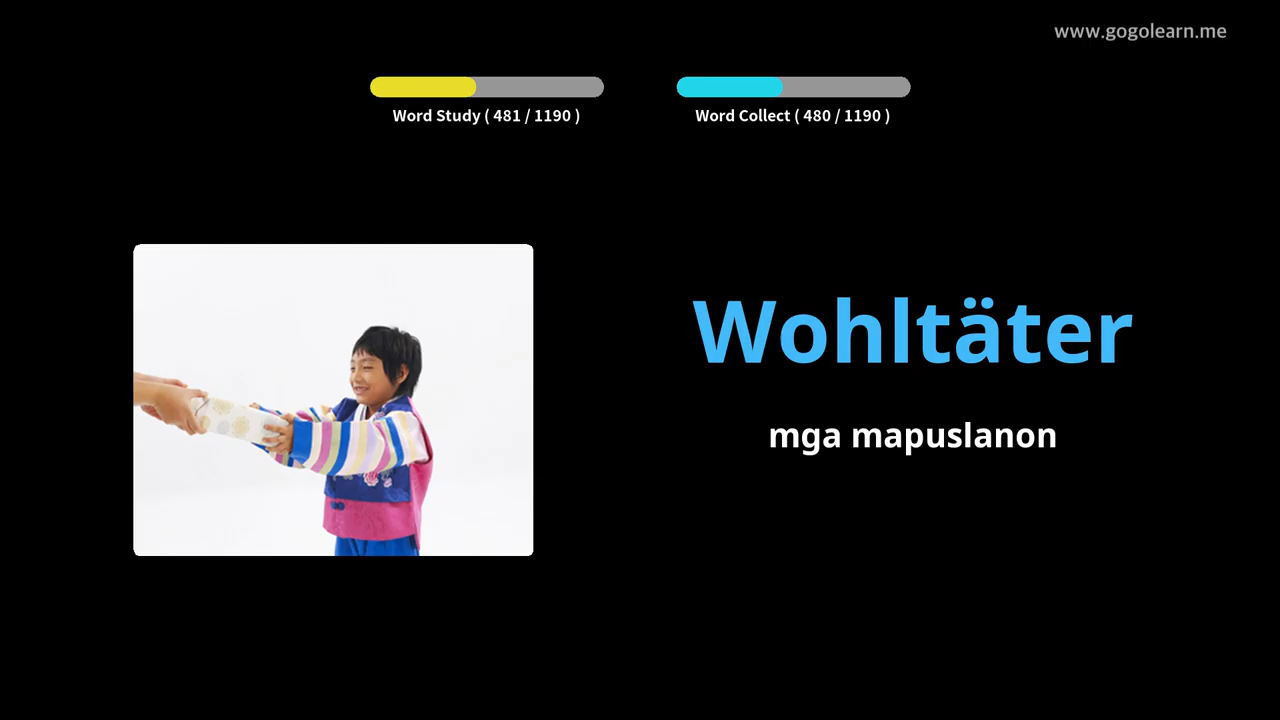 www.gogolearn.me
Word Study ( 481 / 1190 )
Word Collect ( 480 / 1190 )
Wohltäter
mga mapuslanon